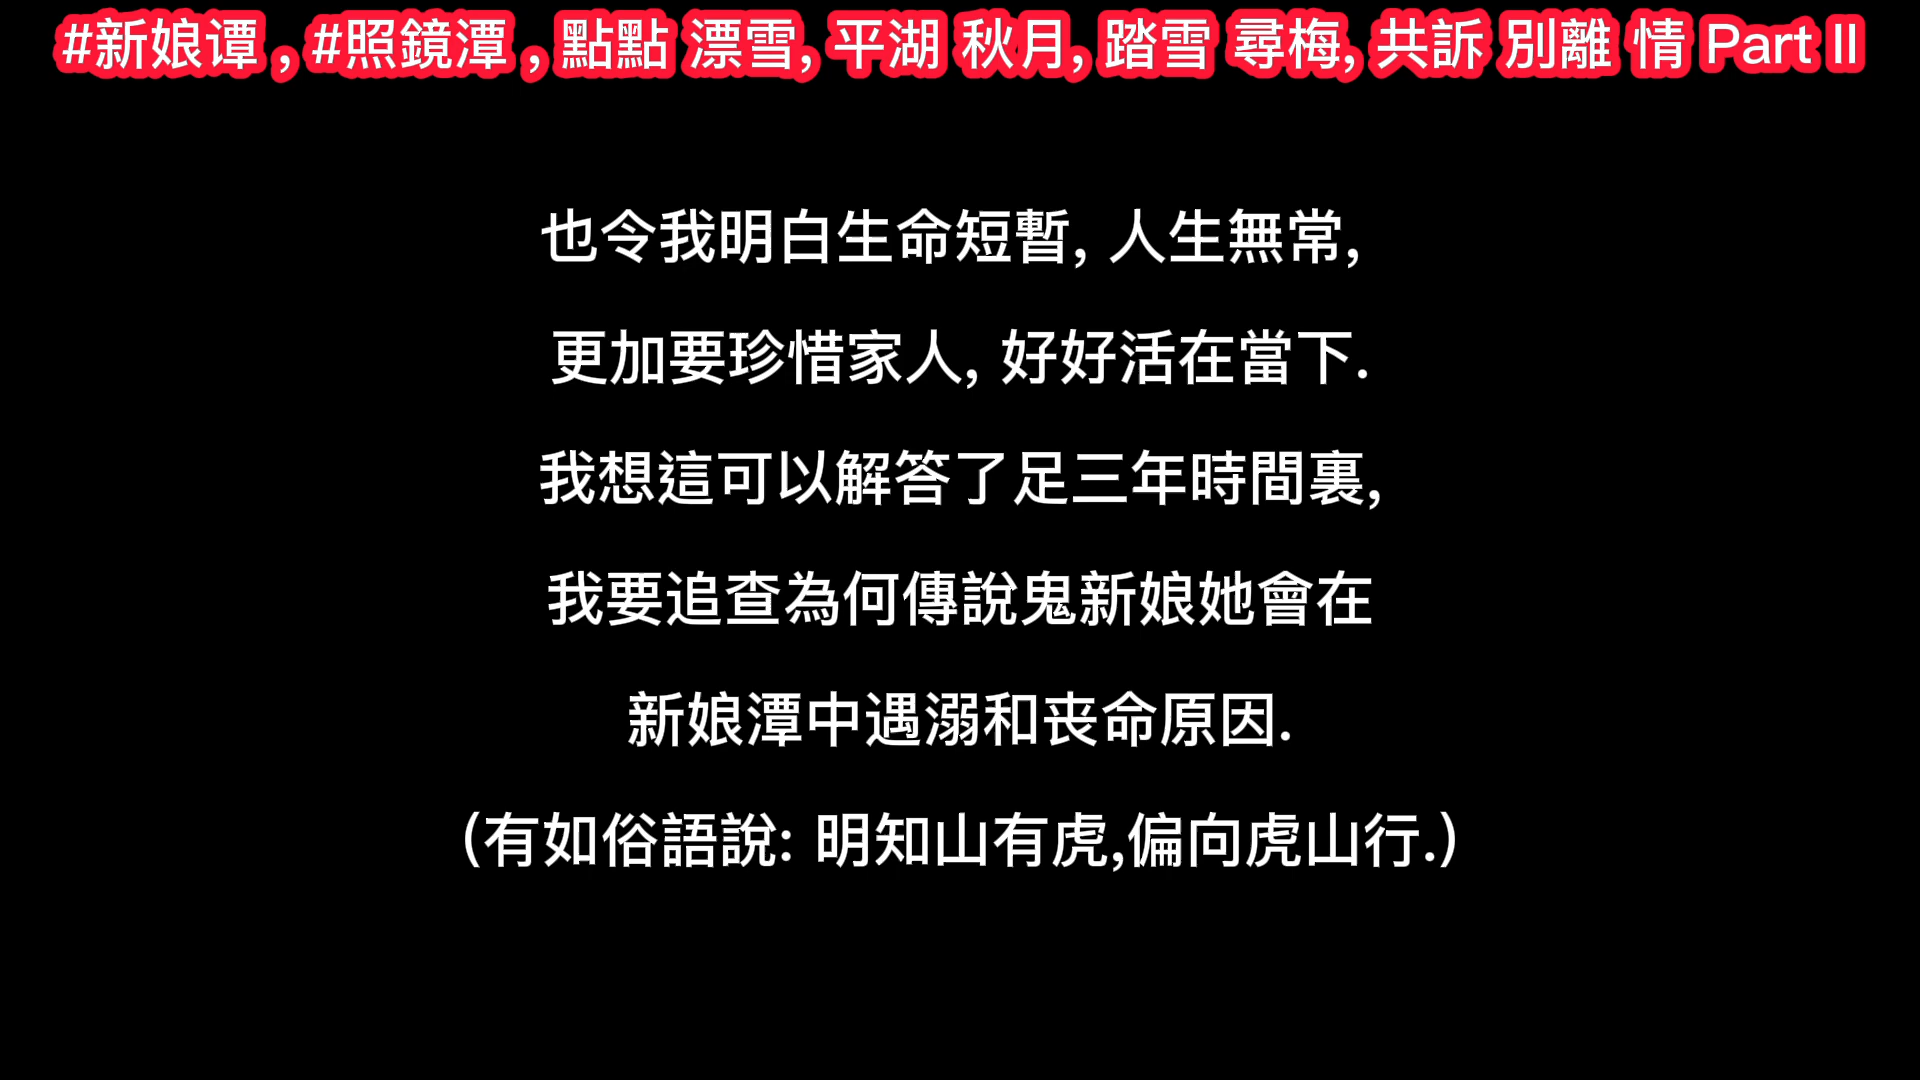 #新娘谭 , #照鏡潭 , 點點 漂雪, 平湖 秋月, 踏雪 尋梅, 共訴 別離 情 Part II
也令我明白生命短暫, 人生無常,
更加要珍惜家人, 好好活在當下.
我想這可以解答了足三年時間裏,
我要追查為何傳說鬼新娘她會在
新娘潭中遇溺和丧命原因.
(有如俗語說: 明知山有虎,偏向虎山行.)